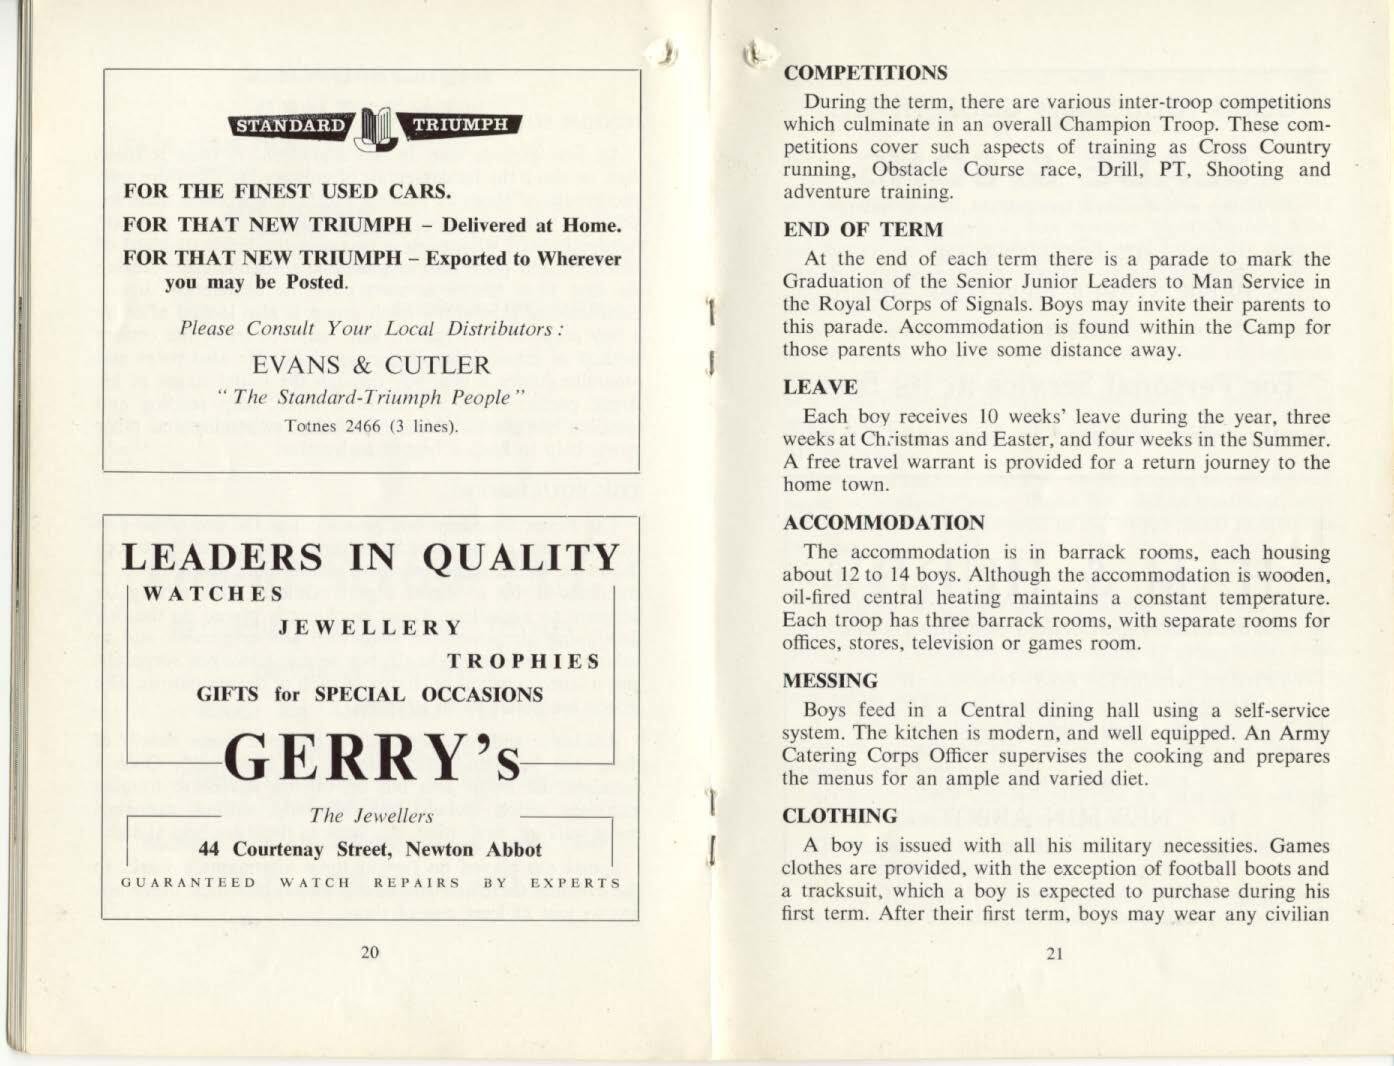 STANDARD TRIUMPH
FOR THE FINEST USED CARS.
FOR THAT NEW TRIUMPH – Delivered at Home.
FOR THAT NEW TRIUMPH – Exported to Wherever
you may be Posted.
Please Consult Your Local Distributors :
EVANS & CUTLER
" The Standard-Triumph People "
Totnes 2466 (3 lines).
LEADERS IN QUALITY
WATCHES
JEWELLERY
TROPHIES
GIFTS for SPECIAL OCCASIONS
GERRY's
The Jewellers
44 Courtenay Street, Newton Abbot
GUARANTEED WATCH REPAIRS BY EXPERTS
20
COMPETITIONS
During the term, there are various inter-troop competitions
which culminate in an overall Champion Troop. These com-
petitions cover such aspects of training as Cross Country
running, Obstacle Course race, Drill, PT, Shooting and
adventure training.
END OF TERM
At the end of each term there is a parade to mark the
Graduation of the Senior Junior Leaders to Man Service in
the Royal Corps of Signals. Boys may invite their parents to
this parade. Accommodation is found within the Camp for
those parents who live some distance away.
LEAVE
Each boy receives 10 weeks' leave during the year, three
weeks at Christmas and Easter, and four weeks in the Summer.
A free travel warrant is provided for a return journey to the
home town.
ACCOMMODATION
The accommodation is in barrack rooms, each housing
about 12 to 14 boys. Although the accommodation is wooden,
oil-fired central heating maintains a constant temperature.
Each troop has three barrack rooms, with separate rooms for
offices, stores, television or games room.
MESSING
Boys feed in a Central dining hall using a self-service
system. The kitchen is modern, and well equipped. An Army
Catering Corps Officer supervises the cooking and prepares
the menus for an ample and varied diet.
CLOTHING
A boy is issued with all his military necessities. Games
clothes are provided, with the exception of football boots and
a tracksuit, which a boy is expected to purchase during his
first term. After their first term, boys may wear any civilian
21